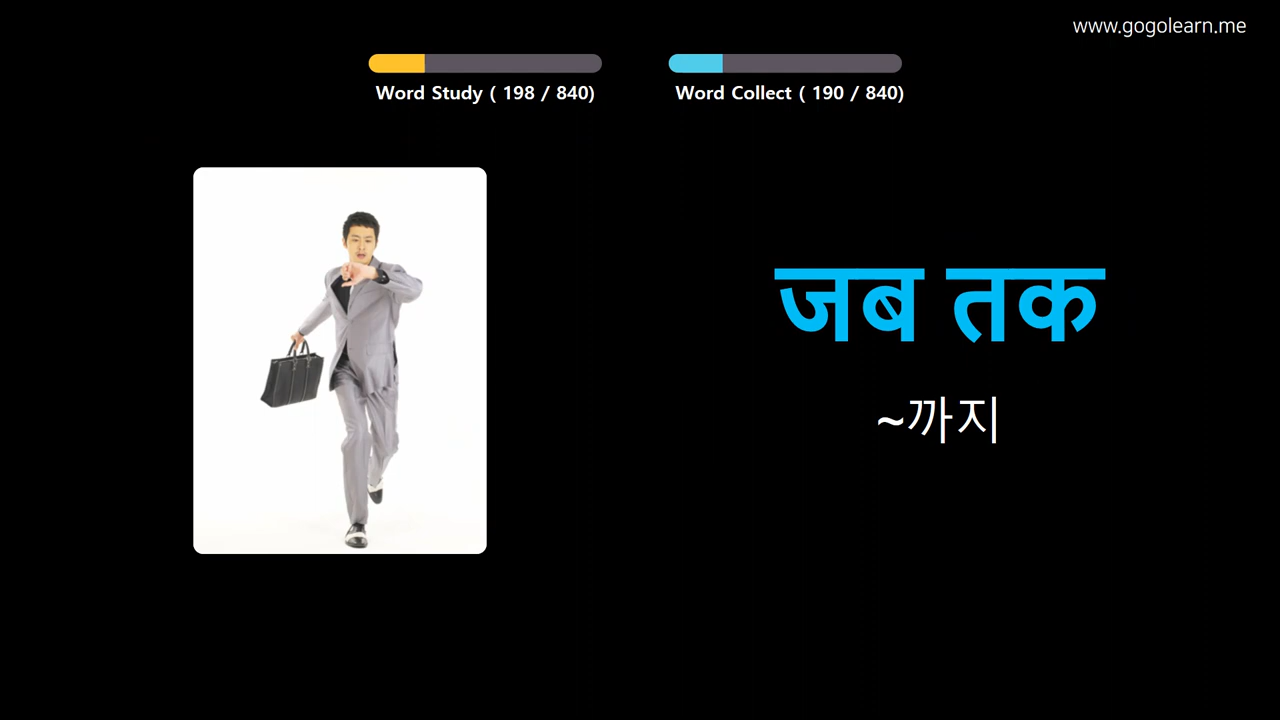 www.gogolearn.me
Word Study ( 198 / 840)
Word Collect ( 190 / 840)
जब तक
~까지